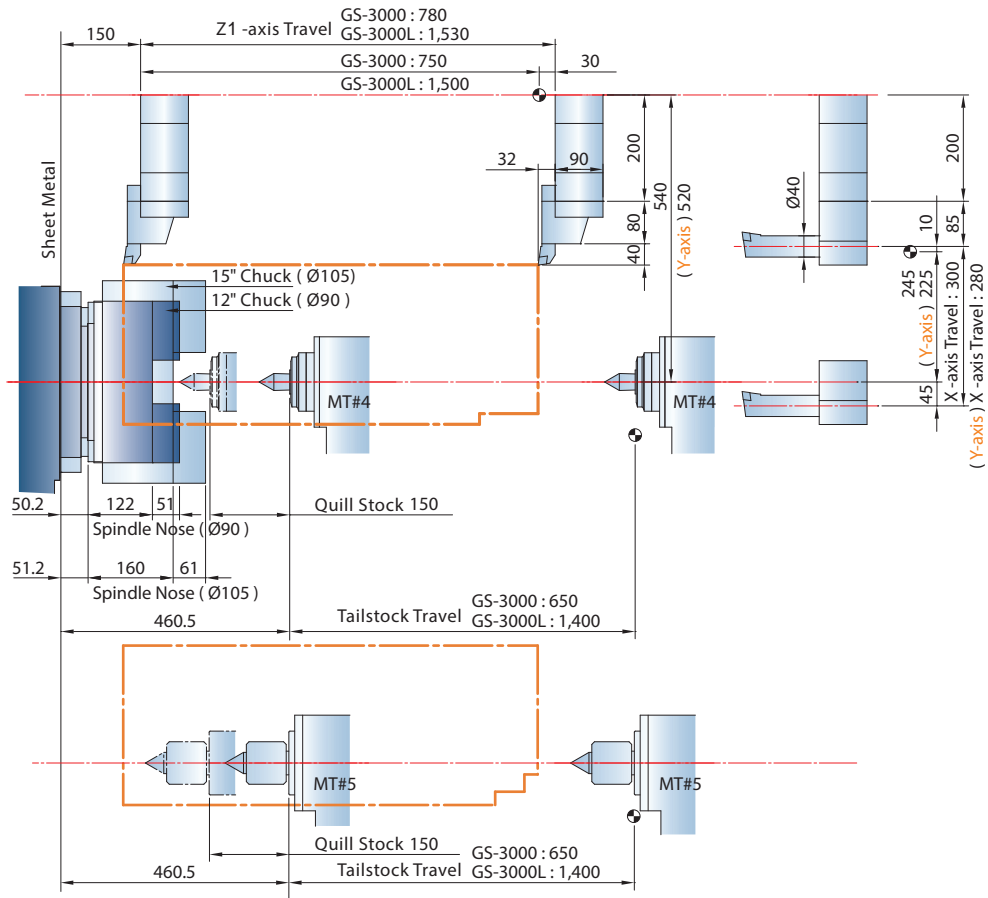 GS-3000 : 780
Z1 -axis Travel
GS-3000L : 1,530
150
GS-3000 : 750
30
GS-3000L : 1,500
Sheet Metal
32
90
200
540
( Y-axis ) 520
80
40
Ø40
200
10
85
245
( Y-axis ) 225
X -axis Travel : 300
( Y-axis ) X -axis Travel : 280
45
15" Chuck ( Ø105 )
12" Chuck ( Ø90 )
MT#4
MT#4
50.2
122
51
Quill Stock 150
Spindle Nose ( Ø90 )
51.2
160
61
Spindle Nose ( Ø105 )
460.5
Tailstock Travel
GS-3000 : 650
GS-3000L : 1,400
MT#5
MT#5
Quill Stock 150
460.5
Tailstock Travel
GS-3000 : 650
GS-3000L : 1,400